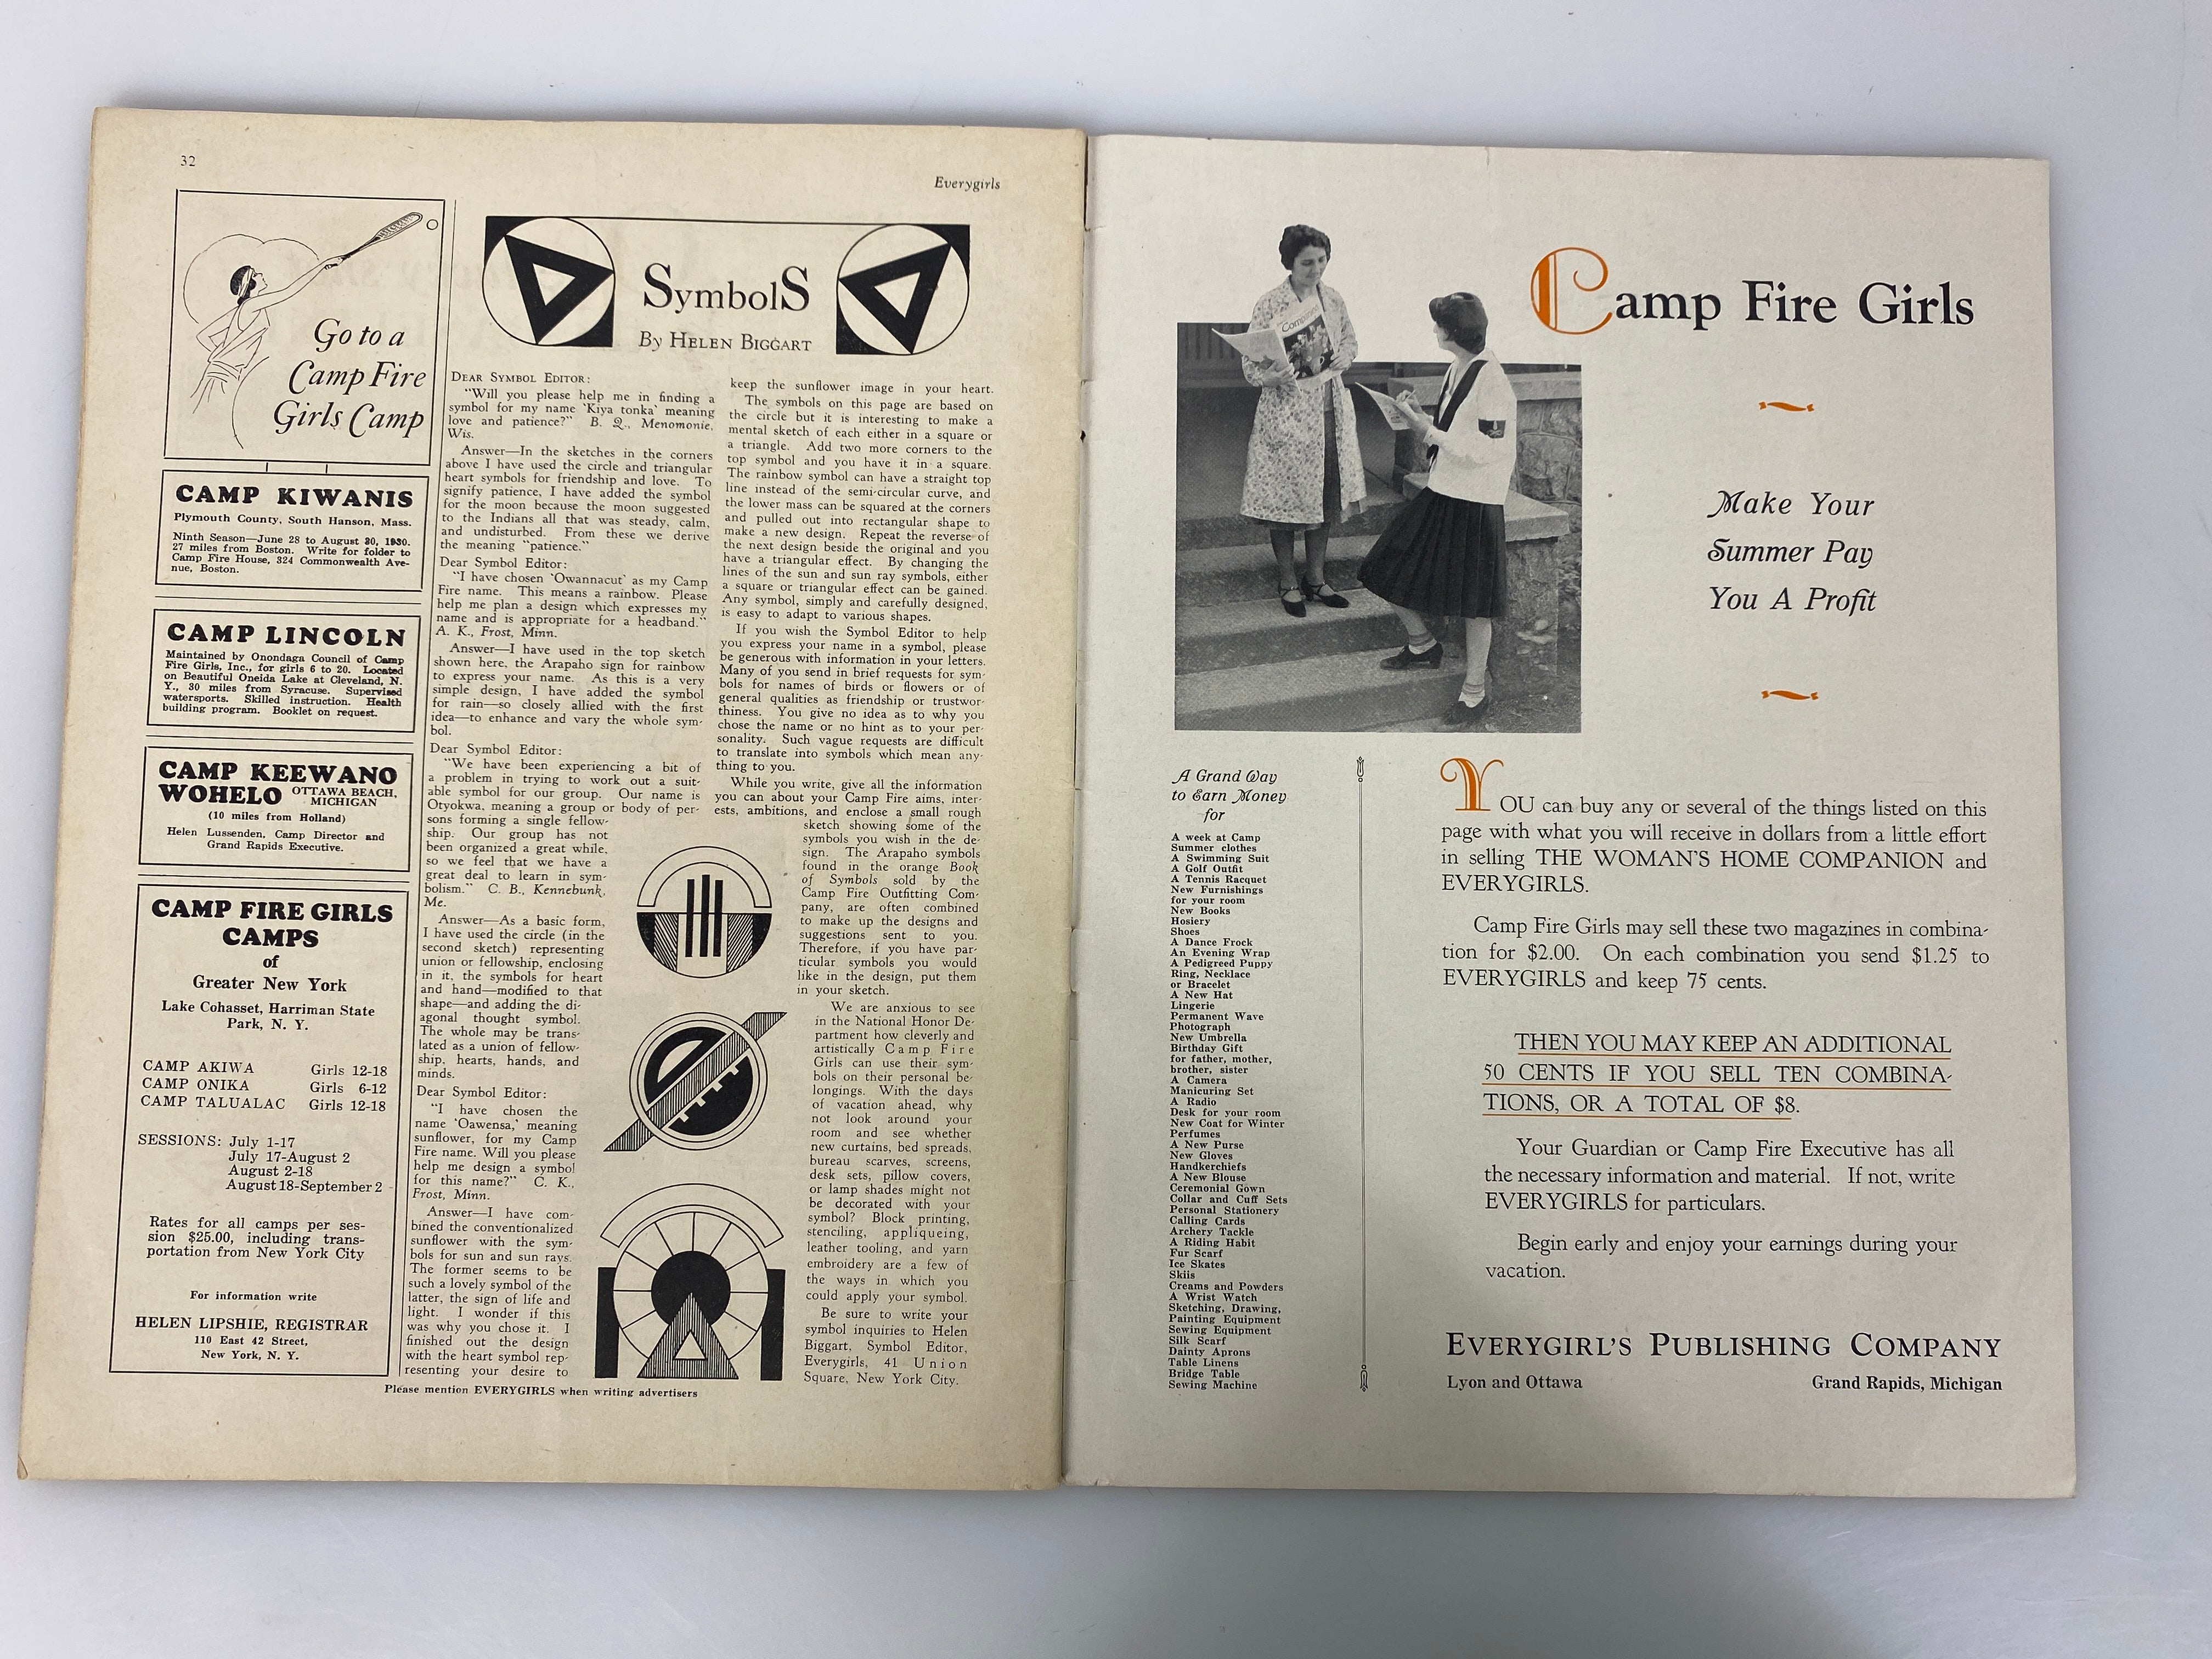 32
Everygirls
Go to a
Camp Fire
Girls Camp
CAMP KIWANIS
Plymouth County, South Hanson, Mass.
Ninth Season—June 28 to August 30, 1930.
27 miles from Boston. Write for folder to
Camp Fire House, 324 Commonwealth Ave-
nue, Boston.
CAMP LINCOLN
Maintained by Onondaga Council of Camp
Fire Girls, Inc., for girls 6 to 20. Located
on Beautiful Oneida Lake at Cleveland, N.
Y., 30 miles from Syracuse. Supervised
watersports. Skilled instruction. Health
building program. Booklet on request.
CAMP KEEWANO
WOHELO OTTAWA BEACH,
MICHIGAN
(10 miles from Holland)
Helen Lussenden, Camp Director and
Grand Rapids Executive.
CAMP FIRE GIRLS
CAMPS
of
Greater New York
Lake Cohasset, Harriman State
Park, N. Y.
CAMP AKIWA Girls 12-18
CAMP ONIKA Girls 6-12
CAMP TALUALAC Girls 12-18
SESSIONS: July 1-17
July 17-August 2
August 2-18
August 18-September 2
Rates for all camps per ses-
sion $25.00, including trans-
portation from New York City
For information write
HELEN LIPSHIE, REGISTRAR
110 East 42 Street,
New York, N. Y.
SymbolS
By HELEN BIGGART
DEAR SYMBOL EDITOR:
"Will you please help me in finding a
symbol for my name 'Kiya tonka' meaning
love and patience?" B. Q., Menomonie,
Wis.
Answer—In the sketches in the corners
above I have used the circle and triangular
heart symbols for friendship and love. To
signify patience, I have added the symbol
for the moon because the moon suggested
to the Indians all that was steady, calm,
and undisturbed. From these we derive
the meaning "patience."
Dear Symbol Editor:
"I have chosen 'Owannacut' as my Camp
Fire name. This means a rainbow. Please
help me plan a design which expresses my
name and is appropriate for a headband."
A. K., Frost, Minn.
Answer—I have used in the top sketch
shown here, the Arapaho sign for rainbow
to express your name. As this is a very
simple design, I have added the symbol
for rain—so closely allied with the first
idea—to enhance and vary the whole sym-
bol.
Dear Symbol Editor:
"We have been experiencing a bit of
a problem in trying to work out a suit-
able symbol for our group. Our name is
Otyokwa, meaning a group or body of per-
sons forming a single fellow-
ship. Our group has not
been organized a great while,
so we feel that we have a
great deal to learn in sym-
bolism." C. B., Kennebunk,
Me.
Answer—As a basic form,
I have used the circle (in the
second sketch) representing
union or fellowship, enclosing
in it, the symbols for heart
and hand—modified to that
shape—and adding the di-
agonal thought symbol.
The whole may be trans-
lated as a union of fellow-
ship, hearts, hands, and
minds.
Dear Symbol Editor:
"I have chosen the
name 'Oawensa,' meaning
sunflower, for my Camp
Fire name. Will you please
help me design a symbol
for this name?" C. K.,
Frost, Minn.
Answer—I have com-
bined the conventionalized
sunflower with the sym-
bols for sun and sun rays.
The former seems to be
such a lovely symbol of the
latter, the sign of life and
light. I wonder if this
was why you chose it. I
finished out the design
with the heart symbol rep-
resenting your desire to
keep the sunflower image in your heart.
The symbols on this page are based on
the circle but it is interesting to make a
mental sketch of each either in a square or
a triangle. Add two more corners to the
top symbol and you have it in a square.
The rainbow symbol can have a straight top
line instead of the semi-circular curve, and
the lower mass can be squared at the corners
and pulled out into rectangular shape to
make a new design. Repeat the reverse of
the next design beside the original and you
have a triangular effect. By changing the
lines of the sun and sun ray symbols, either
a square or triangular effect can be gained.
Any symbol, simply and carefully designed,
is easy to adapt to various shapes.
If you wish the Symbol Editor to help
you express your name in a symbol, please
be generous with information in your letters.
Many of you send in brief requests for sym-
bols for names of birds or flowers or of
general qualities as friendship or trustwor-
thiness. You give no idea as to why you
chose the name or no hint as to your per-
sonality. Such vague requests are difficult
to translate into symbols which mean any-
thing to you.
While you write, give all the information
you can about your Camp Fire aims, inter-
ests, ambitions, and enclose a small rough
sketch showing some of the
symbols you wish in the de-
sign. The Arapaho symbols
found in the orange Book
of Symbols sold by the
Camp Fire Outfitting Com-
pany, are often combined
to make up the designs and
suggestions sent to you.
Therefore, if you have par-
ticular symbols you would
like in the design, put them
in your sketch.
We are anxious to see
in the National Honor De-
partment how cleverly and
artistically Camp Fire
Girls can use their sym-
bols on their personal be-
longings. With the days
of vacation ahead, why
not look around your
room and see whether
new curtains, bed spreads,
bureau scarves, screens,
desk sets, pillow covers,
or lamp shades might not
be decorated with your
symbol? Block printing,
stenciling, appliqueing,
leather tooling, and yarn
embroidery are a few of
the ways in which you
could apply your symbol.
Be sure to write your
symbol inquiries to Helen
Biggart, Symbol Editor,
Everygirls, 41 Union
Square, New York City.
Please mention EVERYGIRLS when writing advertisers
Companion
Camp Fire Girls
Make Your
Summer Pay
You A Profit
A Grand Way
to Earn Money
for
A week at Camp
Summer clothes
A Swimming Suit
A Golf Outfit
A Tennis Racquet
New Furnishings
for your room
New Books
Hosiery
Shoes
A Dance Frock
An Evening Wrap
A Pedigreed Puppy
Ring, Necklace
or Bracelet
A New Hat
Lingerie
Permanent Wave
Photograph
New Umbrella
Birthday Gift
for father, mother,
brother, sister
A Camera
Manicuring Set
A Radio
Desk for your room
New Coat for Winter
Perfumes
A New Purse
New Gloves
Handkerchiefs
A New Blouse
Ceremonial Gown
Collar and Cuff Sets
Personal Stationery
Calling Cards
Archery Tackle
A Riding Habit
Fur Scarf
Ice Skates
Skiis
Creams and Powders
A Wrist Watch
Sketching, Drawing,
Painting Equipment
Sewing Equipment
Silk Scarf
Dainty Aprons
Table Linens
Bridge Table
Sewing Machine
YOU can buy any or several of the things listed on this
page with what you will receive in dollars from a little effort
in selling THE WOMAN'S HOME COMPANION and
EVERYGIRLS.
Camp Fire Girls may sell these two magazines in combina-
tion for $2.00. On each combination you send $1.25 to
EVERYGIRLS and keep 75 cents.
THEN YOU MAY KEEP AN ADDITIONAL
50 CENTS IF YOU SELL TEN COMBINA-
TIONS, OR A TOTAL OF $8.
Your Guardian or Camp Fire Executive has all
the necessary information and material. If not, write
EVERYGIRLS for particulars.
Begin early and enjoy your earnings during your
vacation.
EVERYGIRL'S PUBLISHING COMPANY
Lyon and Ottawa Grand Rapids, Michigan